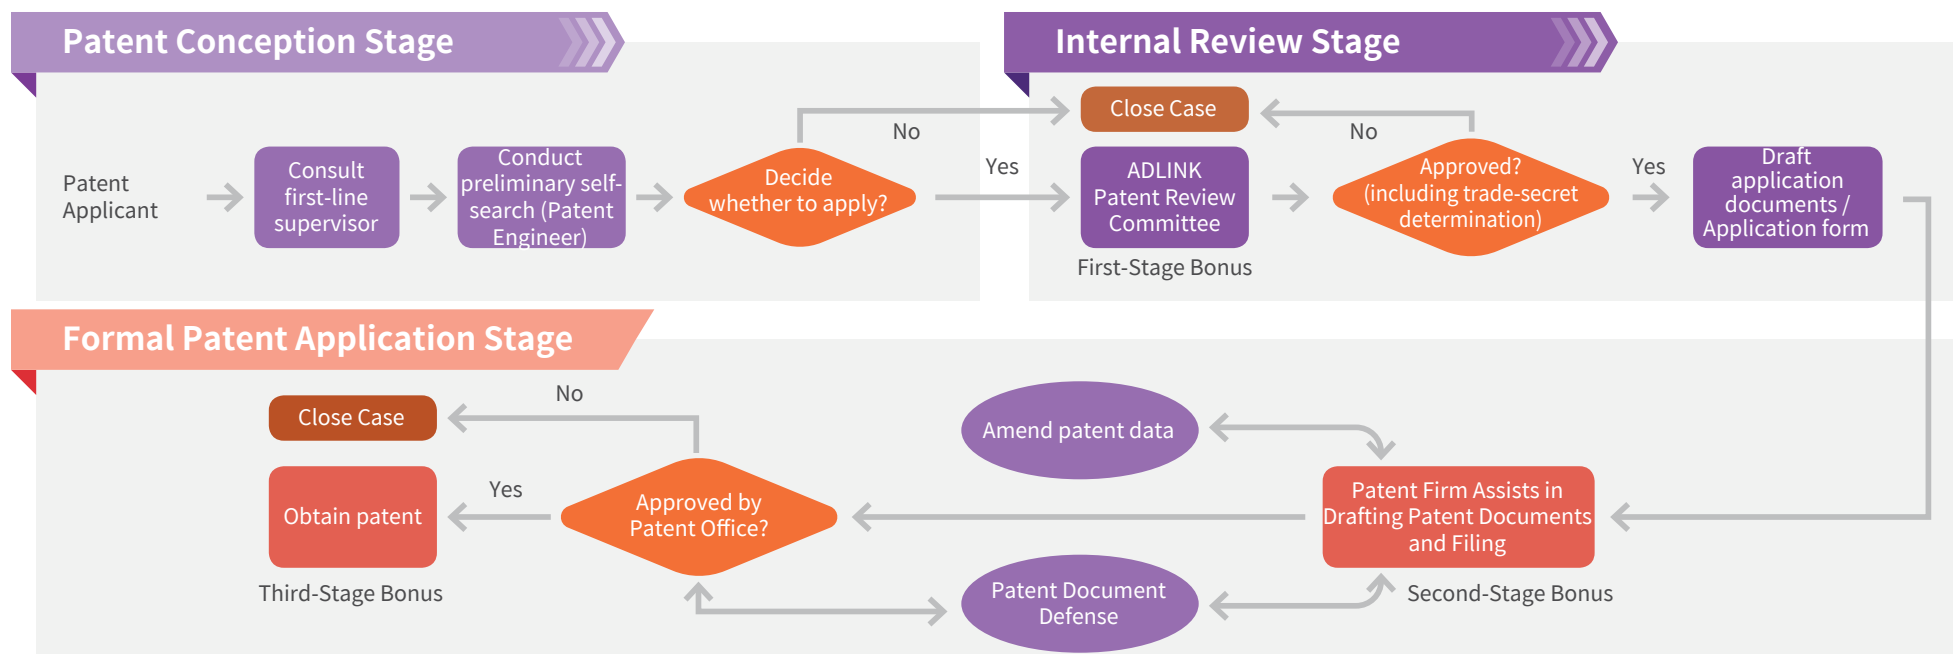 Patent Conception Stage
Internal Review Stage
Patent
Applicant
Consult
first-line
supervisor
Conduct
preliminary self-
search (Patent
Engineer)
Decide
whether to apply?
No
Yes
Close Case
ADLINK
Patent Review
Committee
First-Stage Bonus
No
Approved?
(including trade-secret
determination)
Yes
Draft
application
documents /
Application form
Formal Patent Application Stage
No
Close Case
Yes
Obtain patent
Third-Stage Bonus
Approved by
Patent Office?
Amend patent data
Patent Document
Defense
Patent Firm Assists in
Drafting Patent Documents
and Filing
Second-Stage Bonus